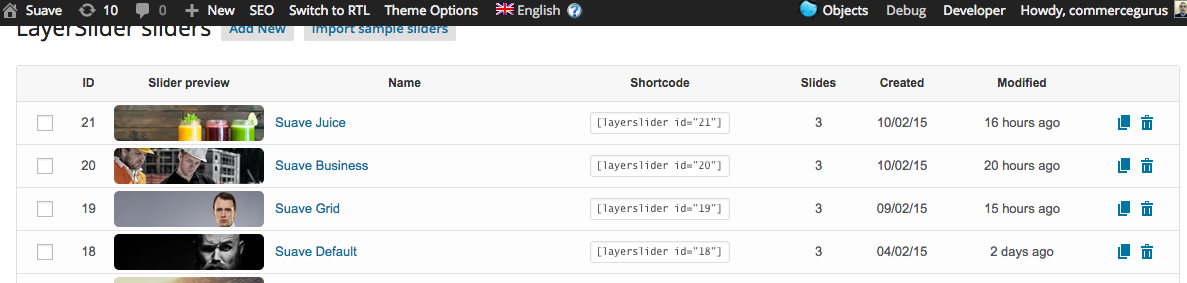 Suave 10 0 + New SEO Switch to RTL Theme Options English ? Objects Debug Developer Howdy, commercegurus
LayerSlider sliders Add New Import sample sliders
ID Slider preview Name Shortcode Slides Created Modified
21 Suave Juice [layerslider id="21"] 3 10/02/15 16 hours ago
20 Suave Business [layerslider id="20"] 3 10/02/15 20 hours ago
19 Suave Grid [layerslider id="19"] 3 09/02/15 15 hours ago
18 Suave Default [layerslider id="18"] 3 04/02/15 2 days ago